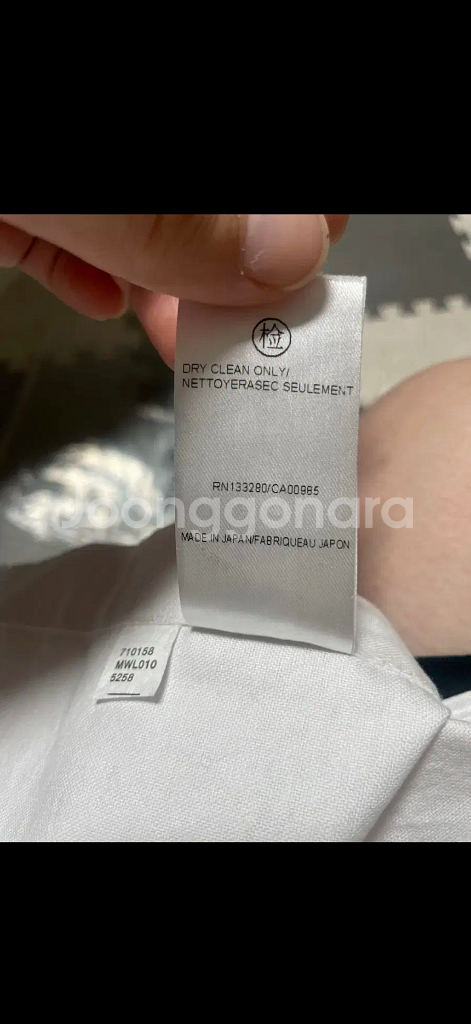 検
DRY CLEAN ONLY/
NETTOYERASEC SEULEMENT
RN133280/CA00985
joonggonara
MADE IN JAPAN/FABRIQUEAU JAPON
710158
MWL010
5258